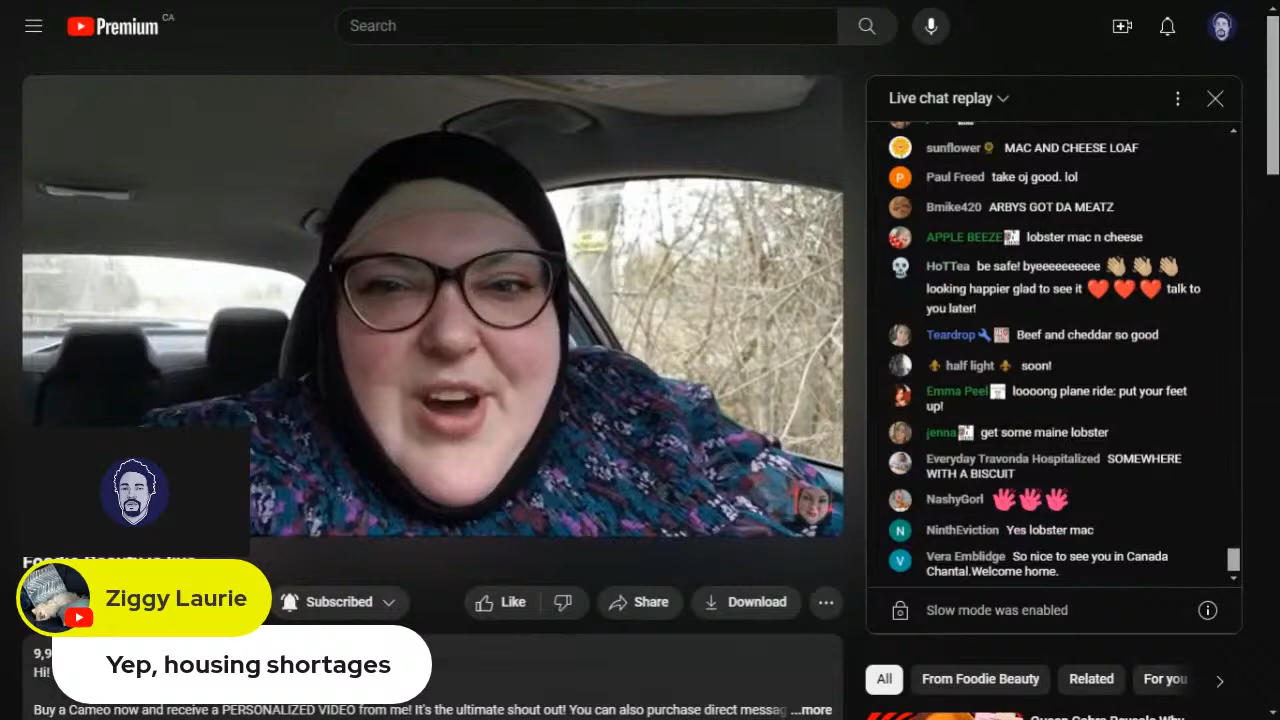 Premium CA
Search
Live chat replay
sunflower MAC AND CHEESE LOAF
Paul Freed take oj good. lol
Bmike420 ARBYS GOT DA MEATZ
APPLE BEEZE lobster mac n cheese
HoTTea be safe! byeeeeeeeeee
looking happier glad to see it talk to
you later!
Teardrop Beef and cheddar so good
half light soon!
Emma Peel loooong plane ride: put your feet
up!
jenna get some maine lobster
Everyday Travonda Hospitalized SOMEWHERE
WITH A BISCUIT
NashyGorl
NinthEviction Yes lobster mac
Vera Emblidge So nice to see you in Canada
Chantal.Welcome home.
Slow mode was enabled
Ziggy Laurie
Yep, housing shortages
Subscribed
Like
Share
Download
9,9
Hi!
Buy a Cameo now and receive a PERSONALIZED VIDEO from me! It's the ultimate shout out! You can also purchase direct messag ...more
All
From Foodie Beauty
Related
For you